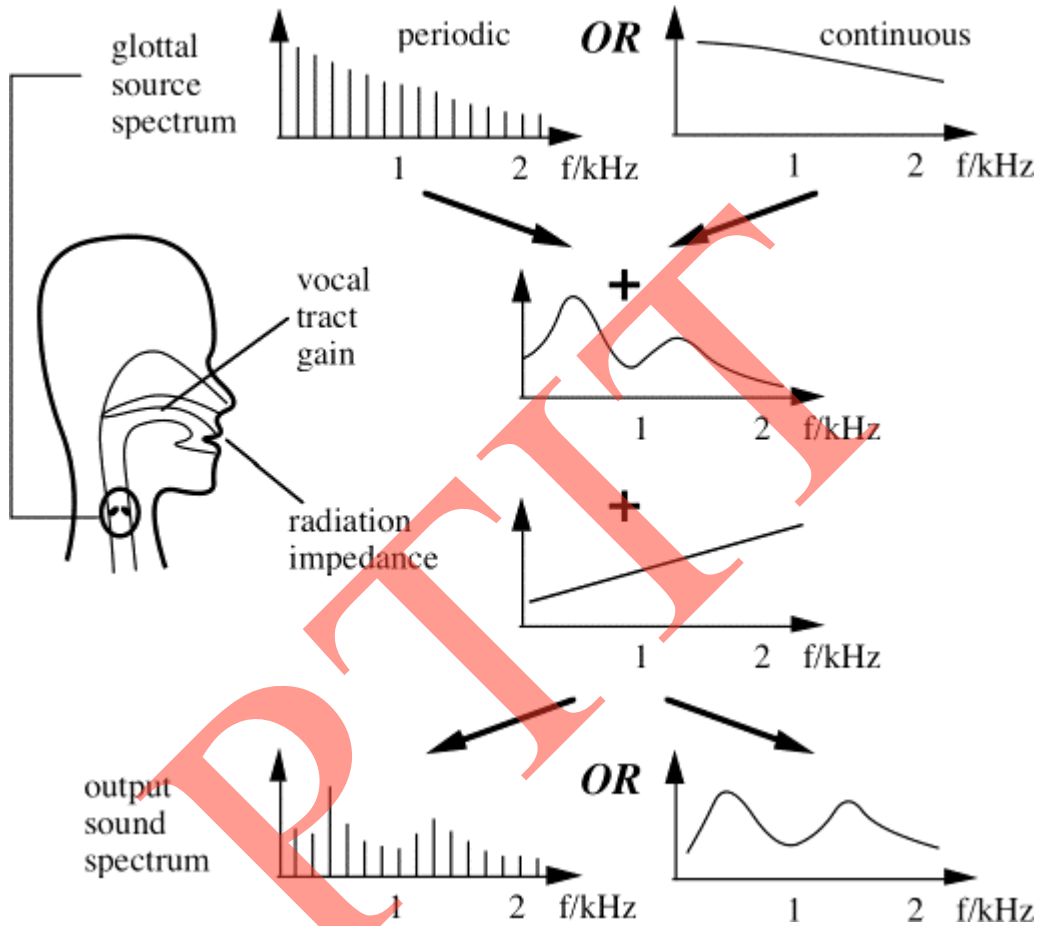 glottal
source
spectrum
periodic
OR
continuous
1 2 f/kHz
1 2 f/kHz
vocal
tract
gain
+
1 2 f/kHz
radiation
impedance
+
1 2 f/kHz
output
sound
spectrum
OR
1 2 f/kHz
1 2 f/kHz
PTIT